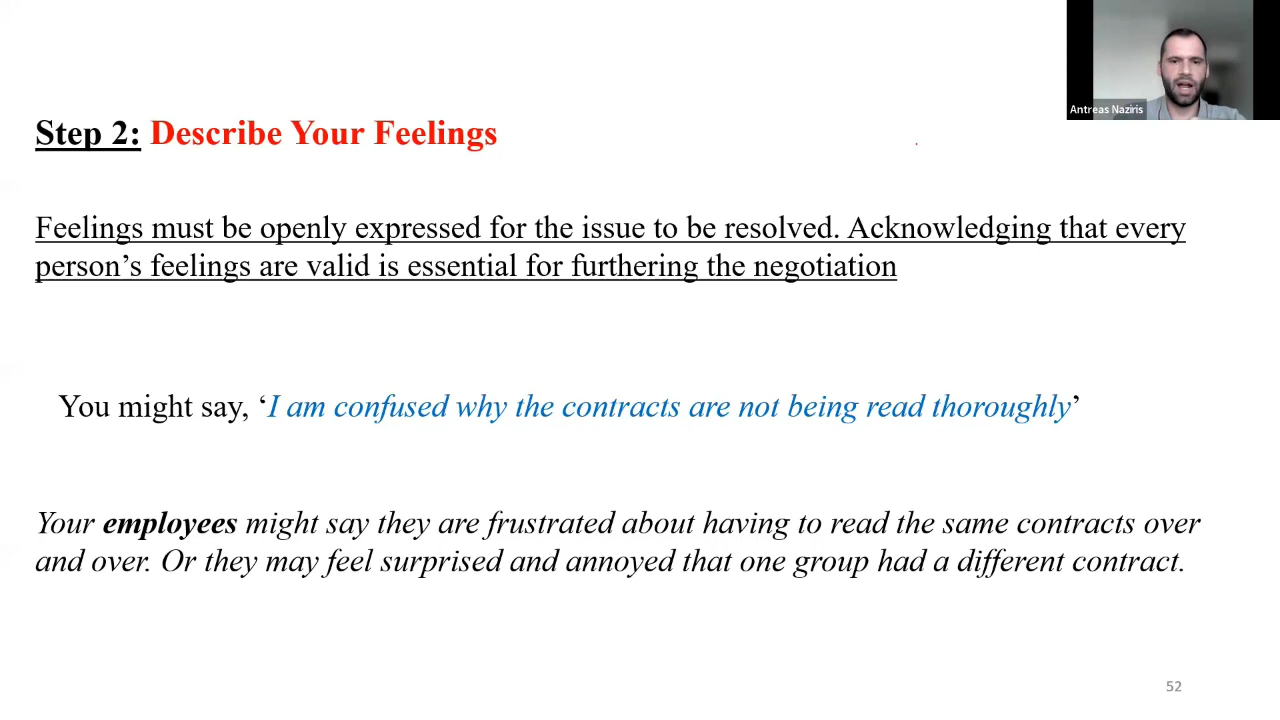 Antreas Naziris
Step 2: Describe Your Feelings
Feelings must be openly expressed for the issue to be resolved. Acknowledging that every
person’s feelings are valid is essential for furthering the negotiation
You might say, ‘I am confused why the contracts are not being read thoroughly’
Your employees might say they are frustrated about having to read the same contracts over
and over. Or they may feel surprised and annoyed that one group had a different contract.
52